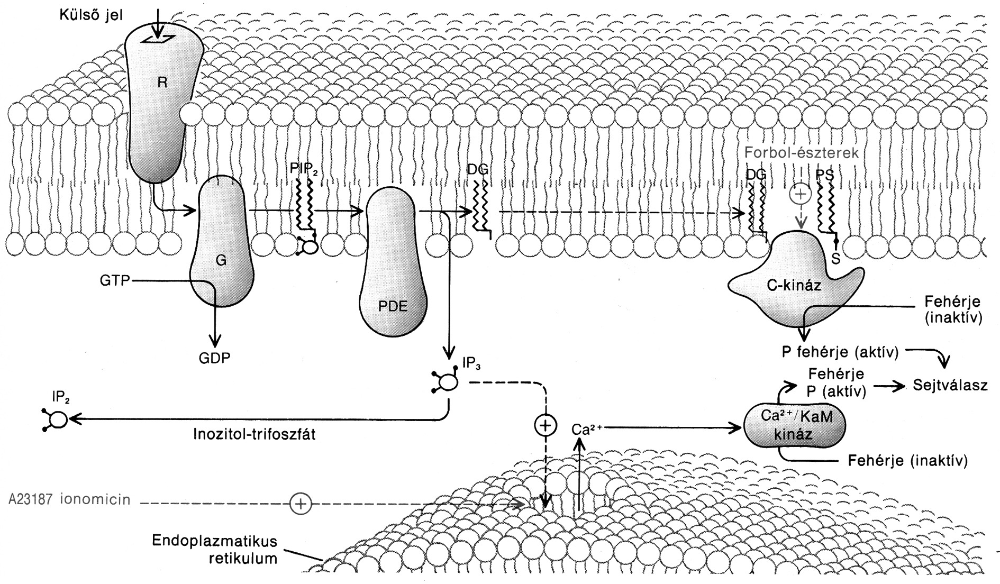 Külső jel
R
Forbol-észterek
PIP₂
DG
DG
PS
+
G
S
GTP
C-kináz
PDE
Fehérje
(inaktív)
GDP
P fehérje (aktív)
IP₃
Fehérje
P (aktív)
Sejtválasz
IP₂
Ca²⁺/KaM
kináz
+
Ca²⁺
Inozitol-trifoszfát
Fehérje (inaktív)
A23187 ionomicin
+
Endoplazmatikus
retikulum